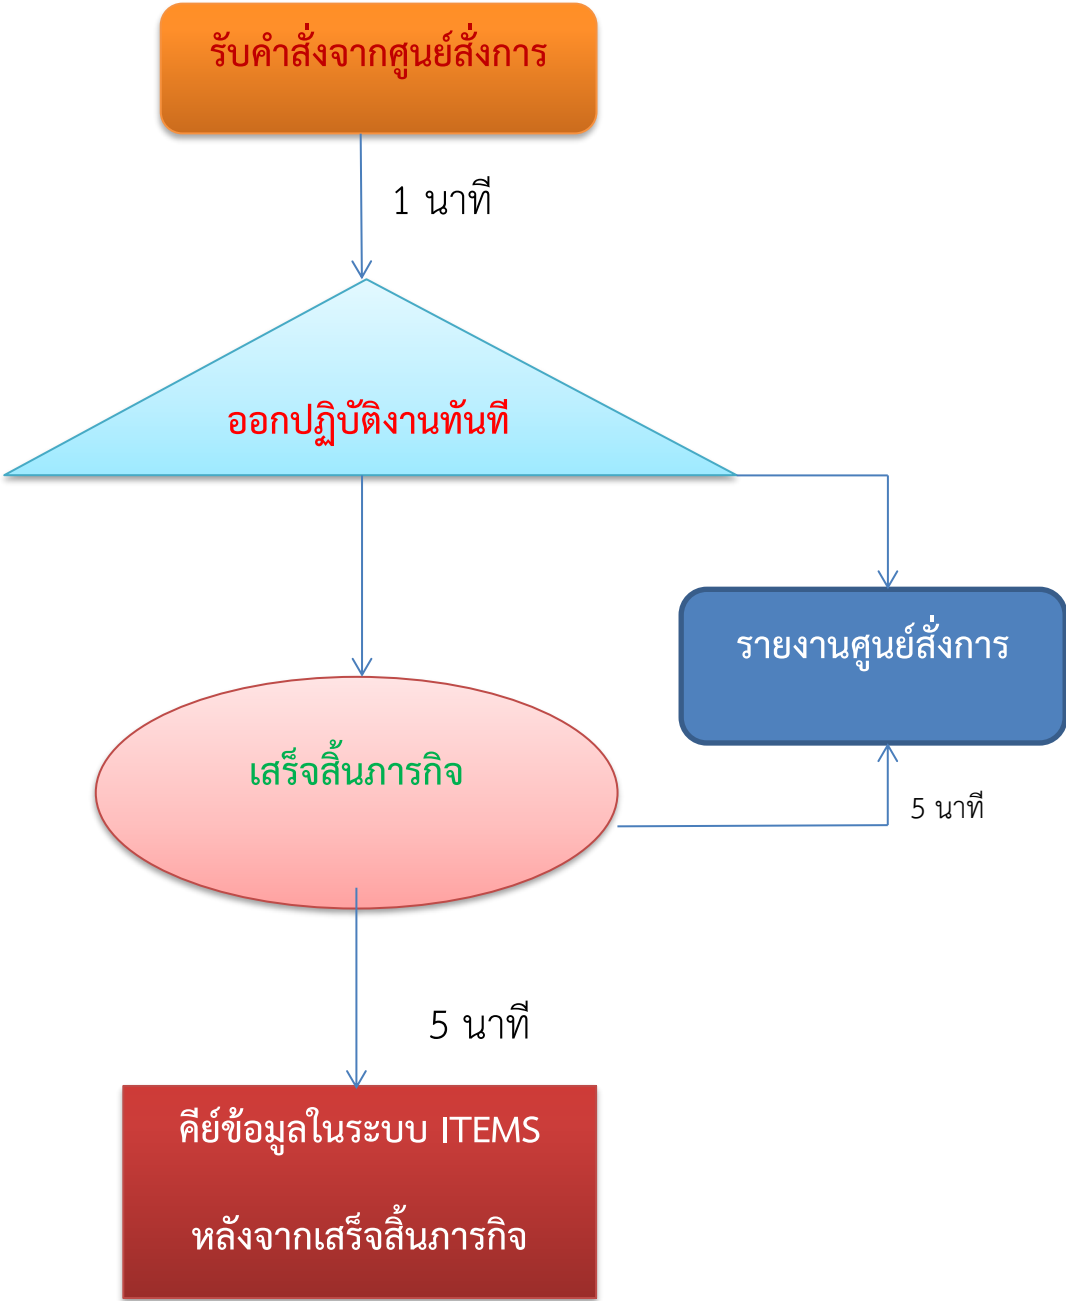 รับคำสั่งจากศูนย์สั่งการ
1 นาที
ออกปฏิบัติงานทันที
รายงานศูนย์สั่งการ
เสร็จสิ้นภารกิจ
5 นาที
5 นาที
คีย์ข้อมูลในระบบ ITEMS
หลังจากเสร็จสิ้นภารกิจ